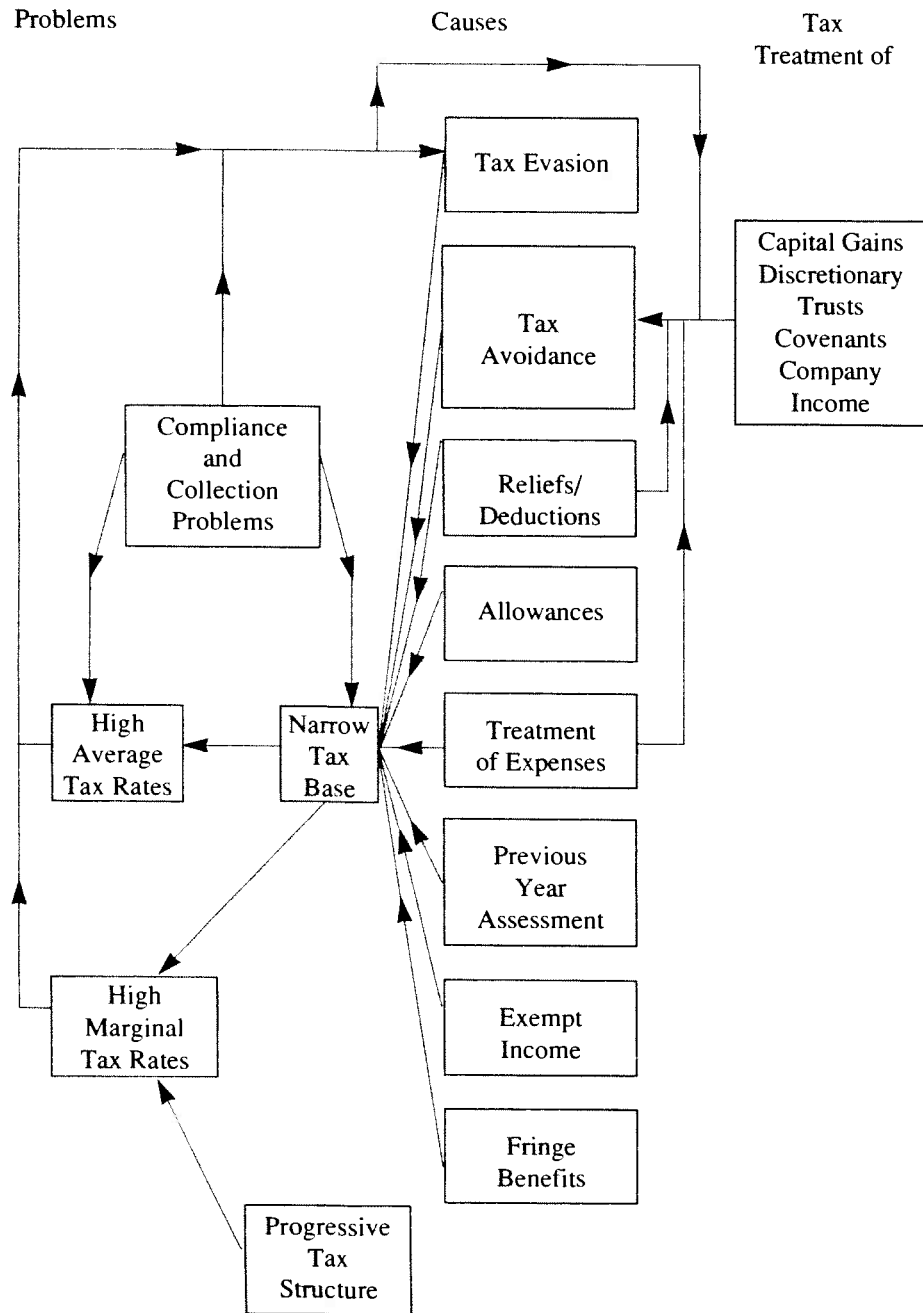 Problems
Causes
Tax
Treatment of
Tax Evasion
Capital Gains
Discretionary
Trusts
Covenants
Company
Income
Tax
Avoidance
Compliance
and
Collection
Problems
Reliefs/
Deductions
Allowances
High
Average
Tax Rates
Narrow
Tax
Base
Treatment
of Expenses
Previous
Year
Assessment
High
Marginal
Tax Rates
Exempt
Income
Fringe
Benefits
Progressive
Tax
Structure